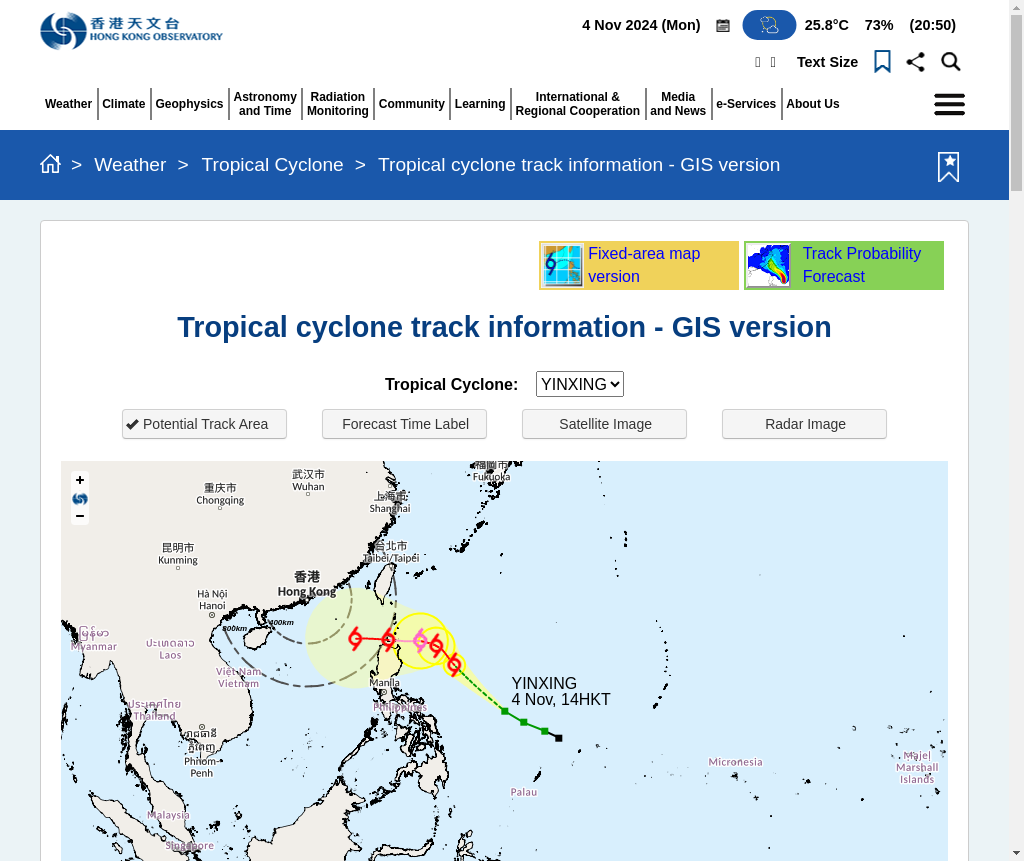 香港天文台
HONG KONG OBSERVATORY
4 Nov 2024 (Mon) 25.8°C 73% (20:50)
Text Size
Weather Climate Geophysics Astronomy and Time Radiation Monitoring Community Learning International & Regional Cooperation Media and News e-Services About Us
> Weather > Tropical Cyclone > Tropical cyclone track information - GIS version
Fixed-area map
version
Track Probability
Forecast
Tropical cyclone track information - GIS version
Tropical Cyclone: YINXING
Potential Track Area Forecast Time Label Satellite Image Radar Image
+
−
福岡市
Fukuoka
武汉市
Wuhan
重庆市
Chongqing
上海市
Shanghai
昆明市
Kunming
台北市
Taibei/Taipei
香港
Hong Kong
Hà Nội
Hanoi
400km
800km
မြန်မာ
Myanmar
ປະເທດລາວ
Laos
Việt Nam
Vietnam
Manila
Philippines
YINXING
4 Nov, 14HKT
ประเทศไทย
Thailand
រាជធានី
ភ្នំពេញ
Phnom-
Penh
Micronesia
Majeḷ
Marshall
Islands
Palau
Malaysia
Singapore